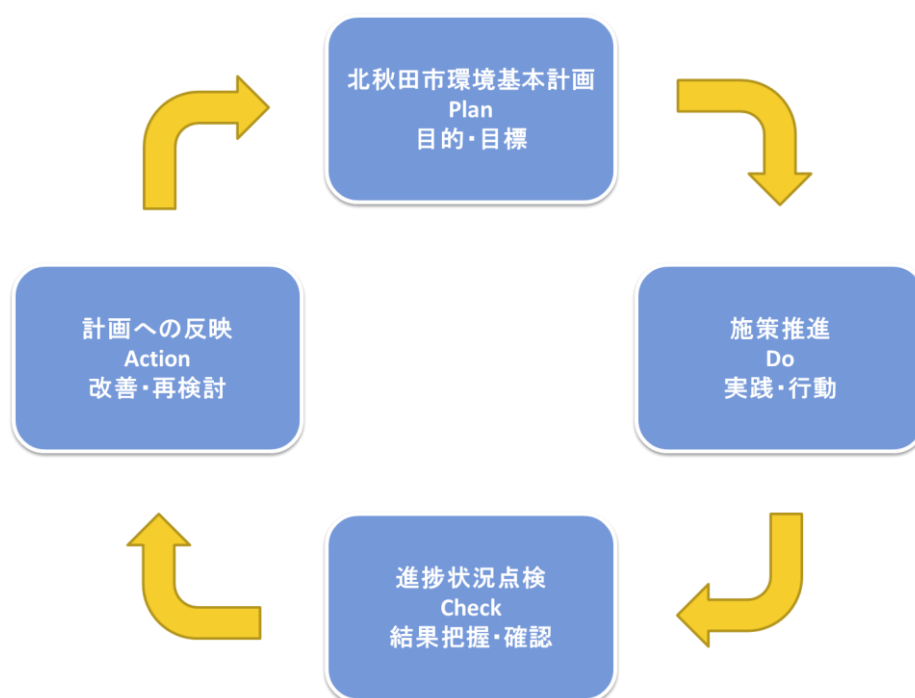 北秋田市環境基本計画
Plan
目的・目標
施策推進
Do
実践・行動
進捗状況点検
Check
結果把握・確認
計画への反映
Action
改善・再検討